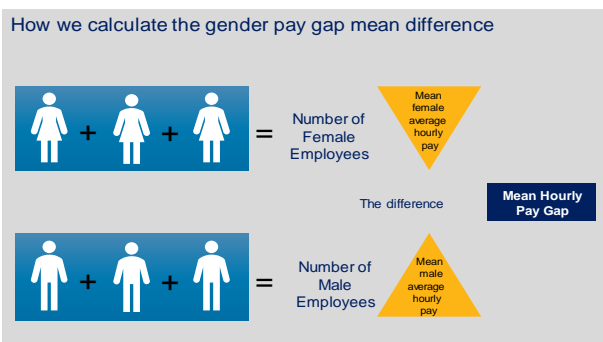 How we calculate the gender pay gap mean difference
+ + =
Number of
Female
Employees
Mean
female
average
hourly
pay
The difference
Mean Hourly
Pay Gap
+ + =
Number of
Male
Employees
Mean
male
average
hourly
pay